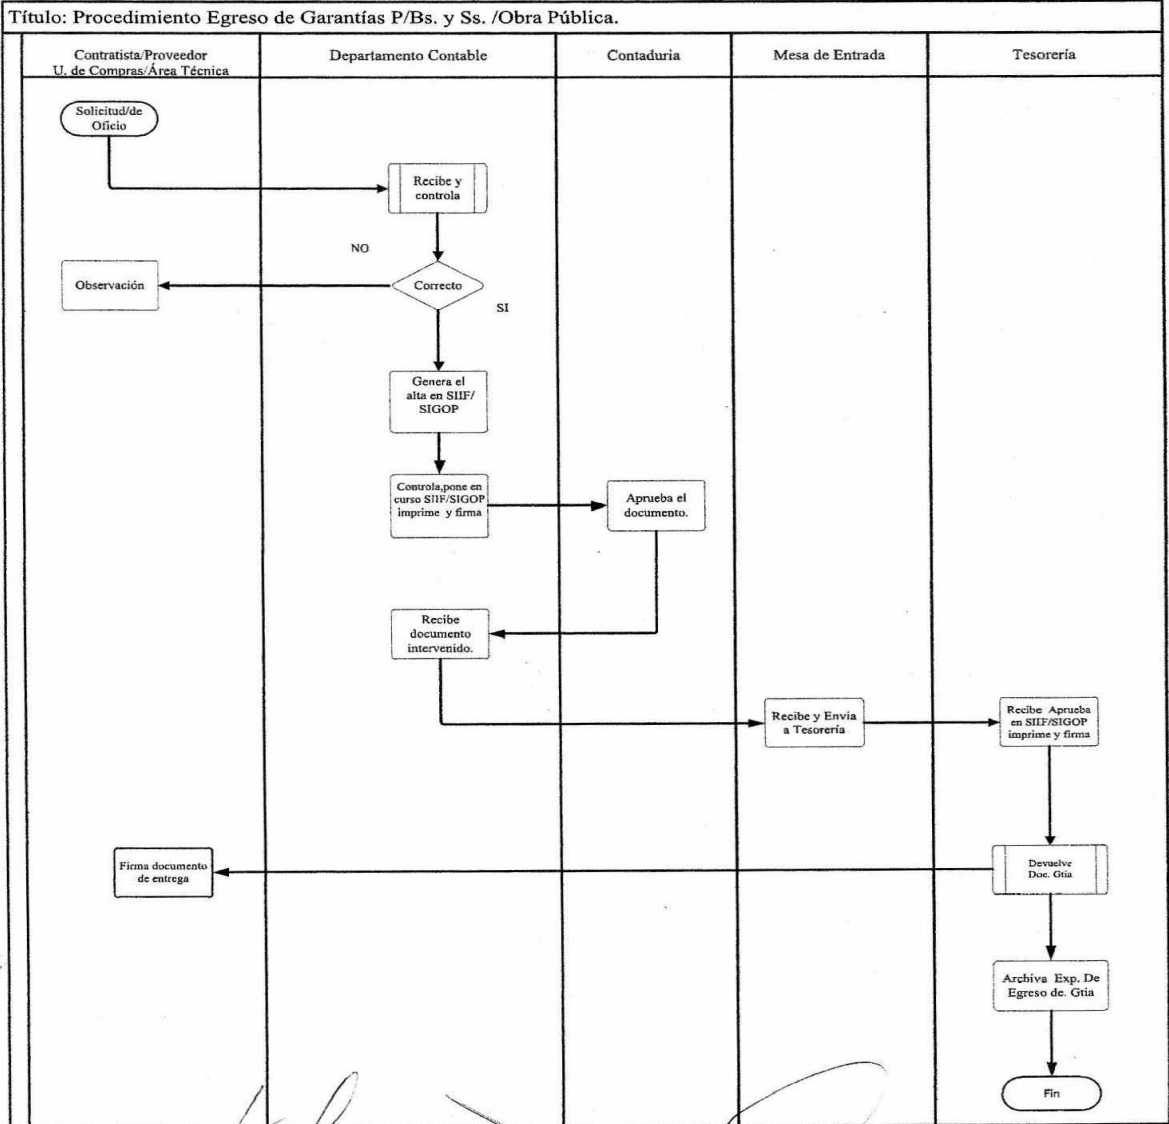 Título: Procedimiento Egreso de Garantías P/Bs. y Ss. /Obra Pública.
Contratista/Proveedor
U. de Compras/Área Técnica
Departamento Contable
Contaduria
Mesa de Entrada
Tesorería
Solicitud/de
Oficio
Recibe y
controla
NO
Observación
Correcto
SI
Genera el
alta en SIIF/
SIGOP
Controla,pone en
curso SIIF/SIGOP
imprime y firma
Aprueba el
documento.
Recibe
documento
intervenido.
Recibe y Envia
a Tesorería
Recibe Aprueba
en SIIF/SIGOP
imprime y firma
Firma documento
de entrega
Devuelve
Doc. Gtia
Archiva Exp. De
Egreso de. Gtia
Fin